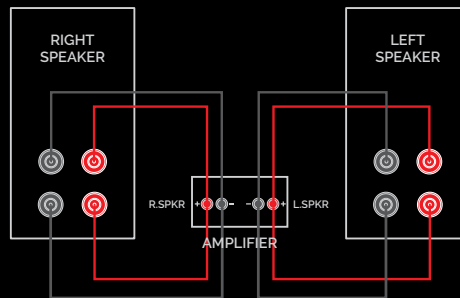 RIGHT
SPEAKER
LEFT
SPEAKER
R.SPKR + -
- + L.SPKR
AMPLIFIER